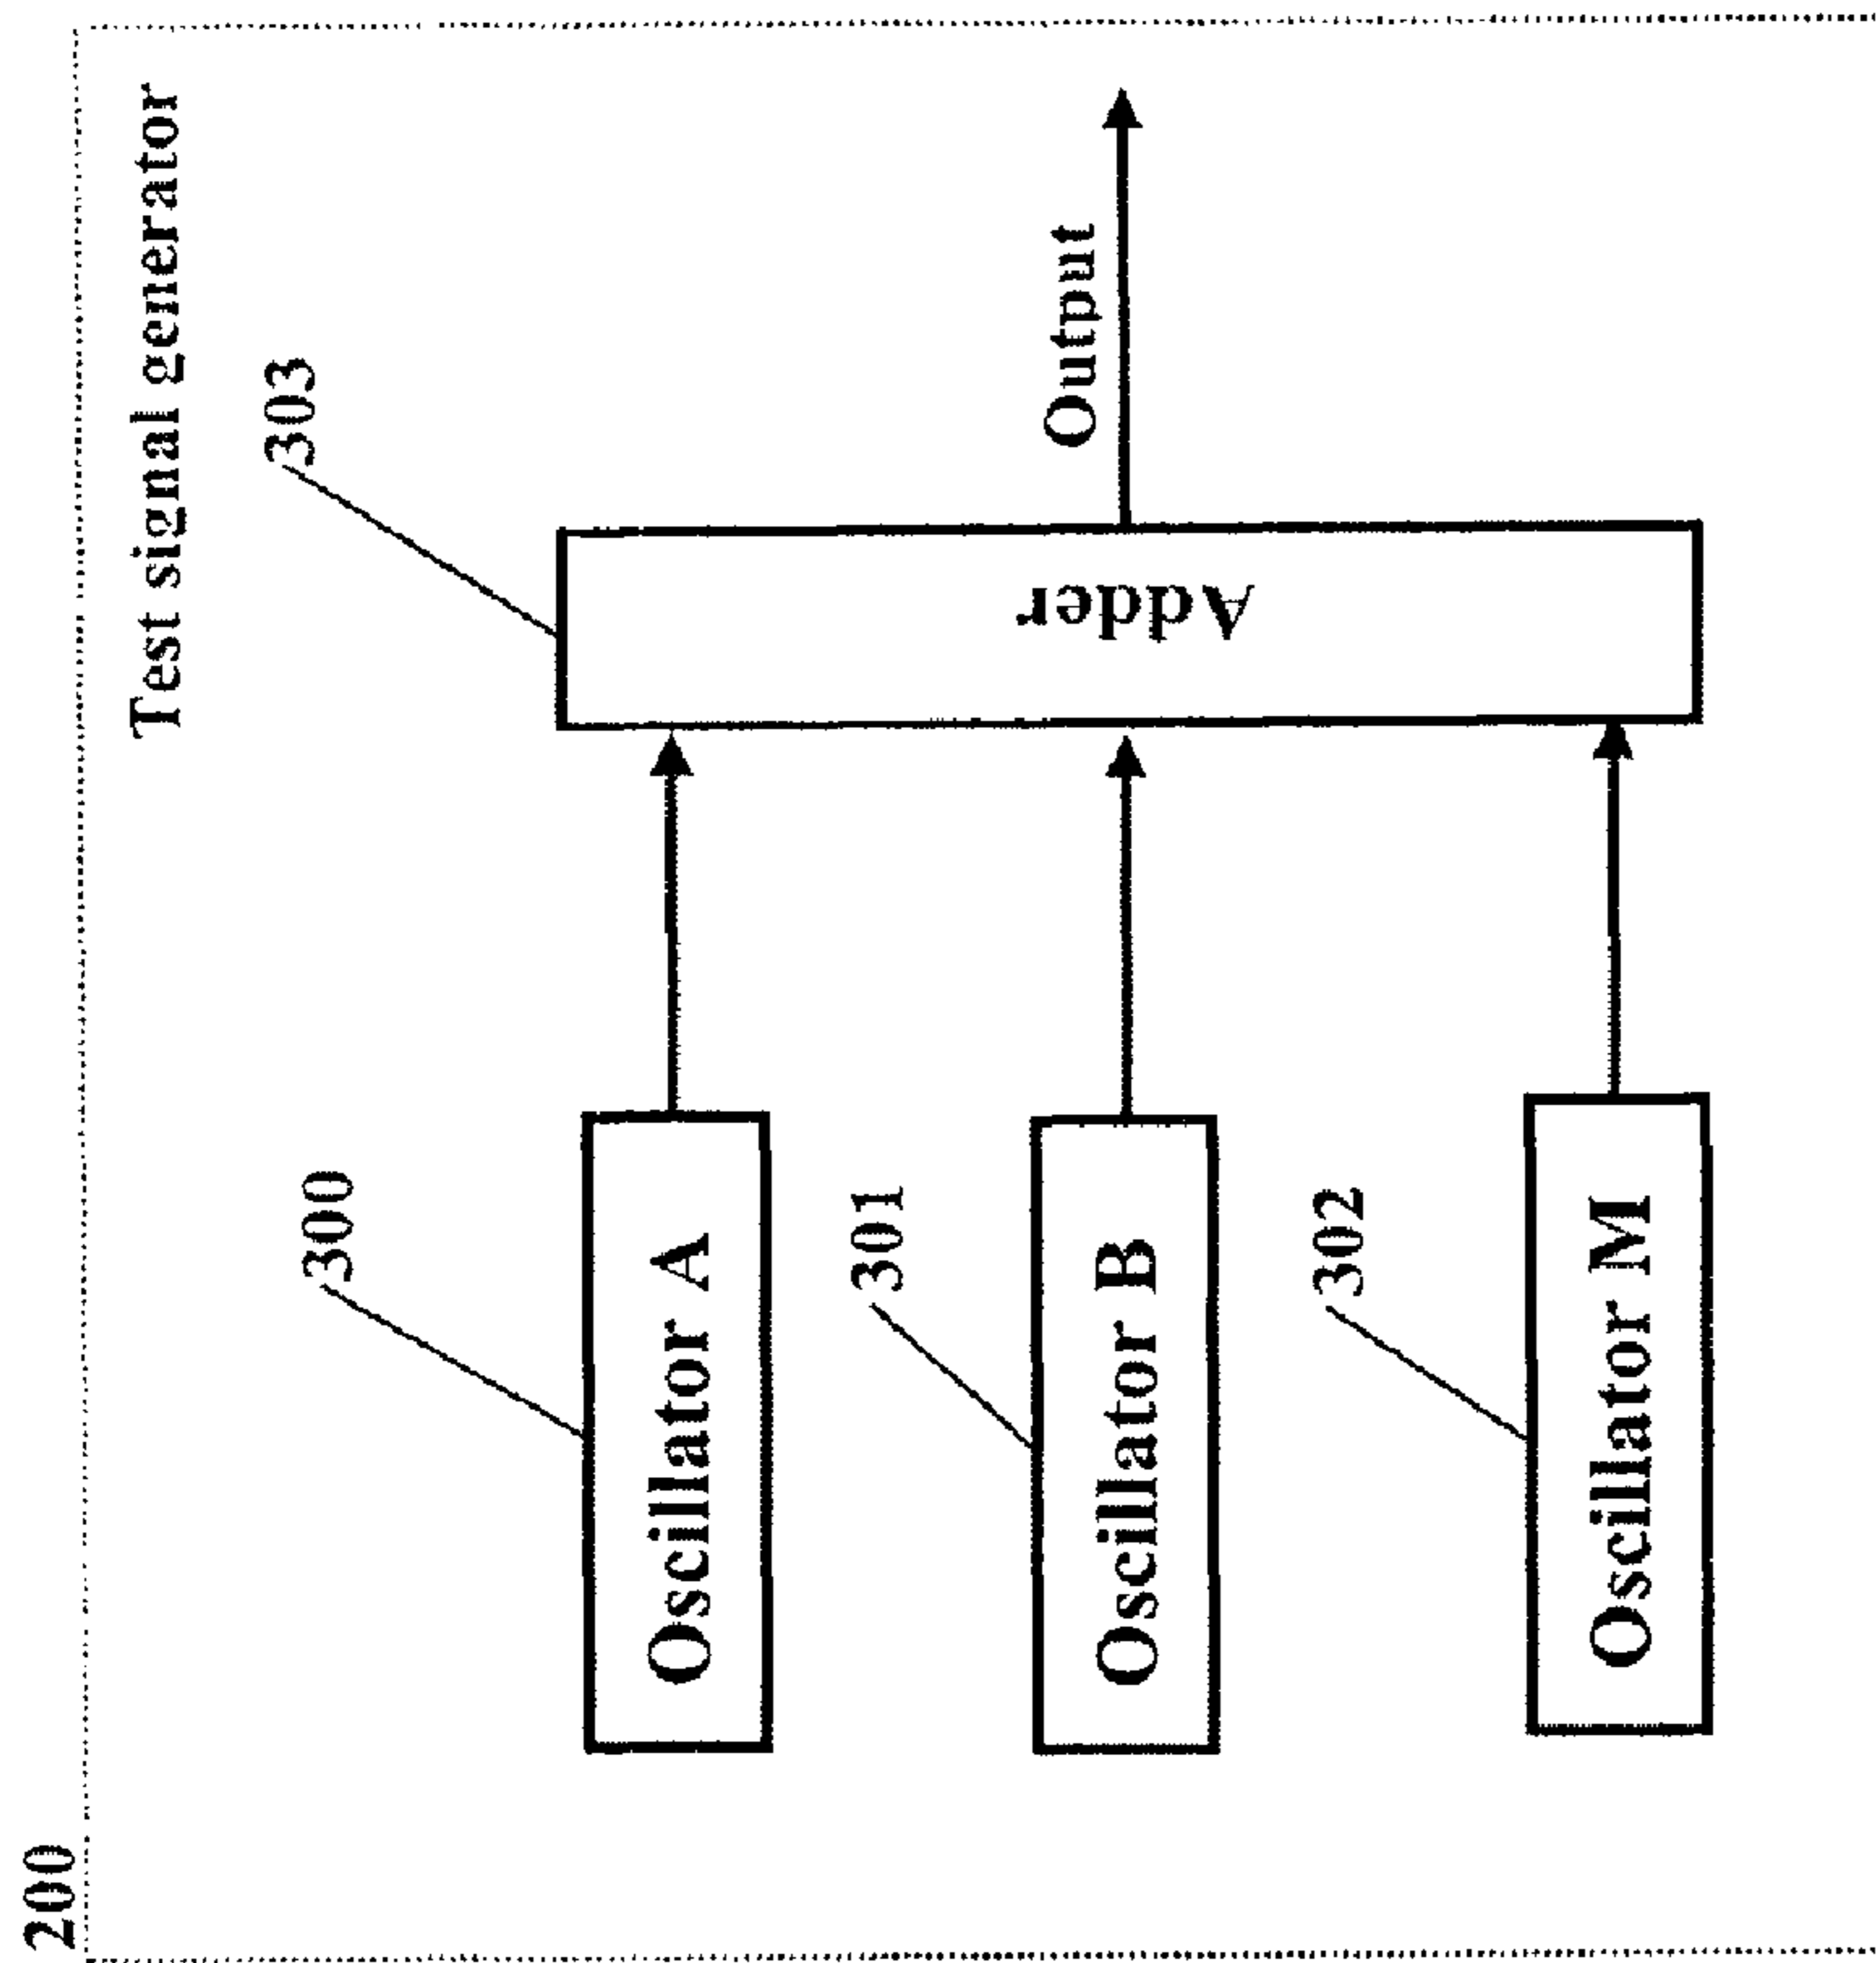 200
Test signal generator
303
300
Oscillator A
Adder
Output
301
Oscillator B
302
Oscillator M